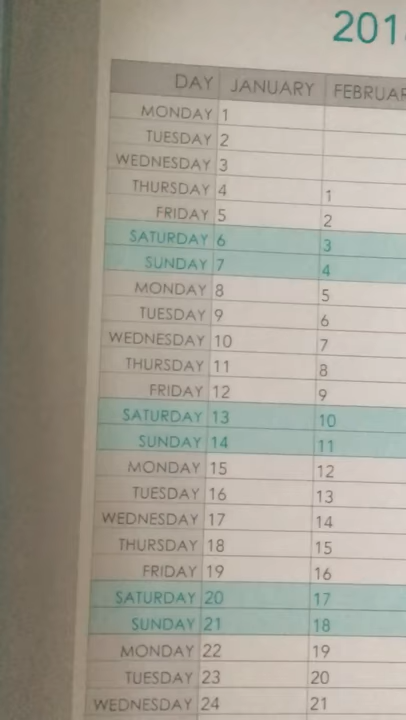 201
DAY JANUARY FEBRUAR
MONDAY 1
TUESDAY 2
WEDNESDAY 3
THURSDAY 4 1
FRIDAY 5 2
SATURDAY 6 3
SUNDAY 7 4
MONDAY 8 5
TUESDAY 9 6
WEDNESDAY 10 7
THURSDAY 11 8
FRIDAY 12 9
SATURDAY 13 10
SUNDAY 14 11
MONDAY 15 12
TUESDAY 16 13
WEDNESDAY 17 14
THURSDAY 18 15
FRIDAY 19 16
SATURDAY 20 17
SUNDAY 21 18
MONDAY 22 19
TUESDAY 23 20
WEDNESDAY 24 21